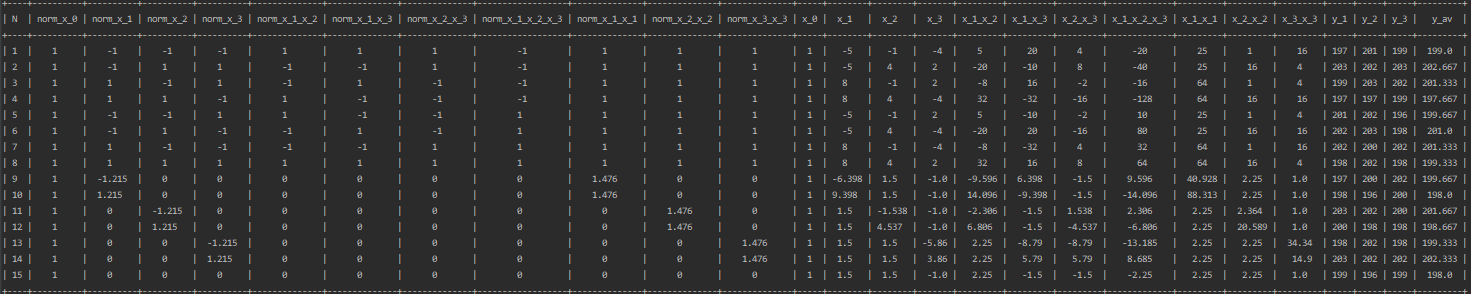 | N | norm_x_0 | norm_x_1 | norm_x_2 | norm_x_3 | norm_x_1_x_2 | norm_x_1_x_3 | norm_x_2_x_3 | norm_x_1_x_2_x_3 | norm_x_1_x_1 | norm_x_2_x_2 | norm_x_3_x_3 | x_0 | x_1 | x_2 | x_3 | x_1_x_2 | x_1_x_3 | x_2_x_3 | x_1_x_2_x_3 | x_1_x_1 | x_2_x_2 | x_3_x_3 | y_1 | y_2 | y_3 | y_av |
| 1 | 1 | -1 | -1 | -1 | 1 | 1 | 1 | -1 | 1 | 1 | 1 | 1 | -5 | -1 | -4 | 5 | 20 | 4 | -20 | 25 | 1 | 16 | 197 | 201 | 199 | 199.0 |
| 2 | 1 | -1 | 1 | 1 | -1 | -1 | 1 | -1 | 1 | 1 | 1 | 1 | -5 | 4 | 2 | -20 | -10 | 8 | -40 | 25 | 16 | 4 | 203 | 202 | 203 | 202.667 |
| 3 | 1 | 1 | -1 | 1 | -1 | 1 | -1 | -1 | 1 | 1 | 1 | 1 | 8 | -1 | 2 | -8 | 16 | -2 | -16 | 64 | 1 | 4 | 199 | 203 | 202 | 201.333 |
| 4 | 1 | 1 | 1 | -1 | 1 | -1 | -1 | -1 | 1 | 1 | 1 | 1 | 8 | 4 | -4 | 32 | -32 | -16 | -128 | 64 | 16 | 16 | 197 | 197 | 199 | 197.667 |
| 5 | 1 | -1 | -1 | 1 | 1 | -1 | -1 | 1 | 1 | 1 | 1 | 1 | -5 | -1 | 2 | 5 | -10 | -2 | 10 | 25 | 1 | 4 | 201 | 202 | 196 | 199.667 |
| 6 | 1 | -1 | 1 | -1 | -1 | 1 | -1 | 1 | 1 | 1 | 1 | 1 | -5 | 4 | -4 | -20 | 20 | -16 | 80 | 25 | 16 | 16 | 202 | 203 | 198 | 201.0 |
| 7 | 1 | 1 | -1 | -1 | -1 | -1 | 1 | 1 | 1 | 1 | 1 | 1 | 8 | -1 | -4 | -8 | -32 | 4 | 32 | 64 | 1 | 16 | 202 | 200 | 202 | 201.333 |
| 8 | 1 | 1 | 1 | 1 | 1 | 1 | 1 | 1 | 1 | 1 | 1 | 1 | 8 | 4 | 2 | 32 | 16 | 8 | 64 | 64 | 16 | 4 | 198 | 202 | 198 | 199.333 |
| 9 | 1 | -1.215 | 0 | 0 | 0 | 0 | 0 | 0 | 1.476 | 0 | 0 | 1 | -6.398 | 1.5 | -1.0 | -9.596 | 6.398 | -1.5 | 9.596 | 40.928 | 2.25 | 1.0 | 197 | 200 | 202 | 199.667 |
| 10 | 1 | 1.215 | 0 | 0 | 0 | 0 | 0 | 0 | 1.476 | 0 | 0 | 1 | 9.398 | 1.5 | -1.0 | 14.096 | -9.398 | -1.5 | -14.096 | 88.313 | 2.25 | 1.0 | 198 | 196 | 200 | 198.0 |
| 11 | 1 | 0 | -1.215 | 0 | 0 | 0 | 0 | 0 | 0 | 1.476 | 0 | 1 | 1.5 | -1.538 | -1.0 | -2.306 | -1.5 | 1.538 | 2.306 | 2.25 | 2.364 | 1.0 | 203 | 202 | 200 | 201.667 |
| 12 | 1 | 0 | 1.215 | 0 | 0 | 0 | 0 | 0 | 0 | 1.476 | 0 | 1 | 1.5 | 4.537 | -1.0 | 6.806 | -1.5 | -4.537 | -6.806 | 2.25 | 20.589 | 1.0 | 200 | 198 | 198 | 198.667 |
| 13 | 1 | 0 | 0 | -1.215 | 0 | 0 | 0 | 0 | 0 | 0 | 1.476 | 1 | 1.5 | 1.5 | -5.86 | 2.25 | -8.79 | -8.79 | -13.185 | 2.25 | 2.25 | 34.34 | 198 | 202 | 198 | 199.333 |
| 14 | 1 | 0 | 0 | 1.215 | 0 | 0 | 0 | 0 | 0 | 0 | 1.476 | 1 | 1.5 | 1.5 | 3.86 | 2.25 | 5.79 | 5.79 | 8.685 | 2.25 | 2.25 | 14.9 | 203 | 202 | 202 | 202.333 |
| 15 | 1 | 0 | 0 | 0 | 0 | 0 | 0 | 0 | 0 | 0 | 0 | 1 | 1.5 | 1.5 | -1.0 | 2.25 | -1.5 | -1.5 | -2.25 | 2.25 | 2.25 | 1.0 | 199 | 196 | 199 | 198.0 |